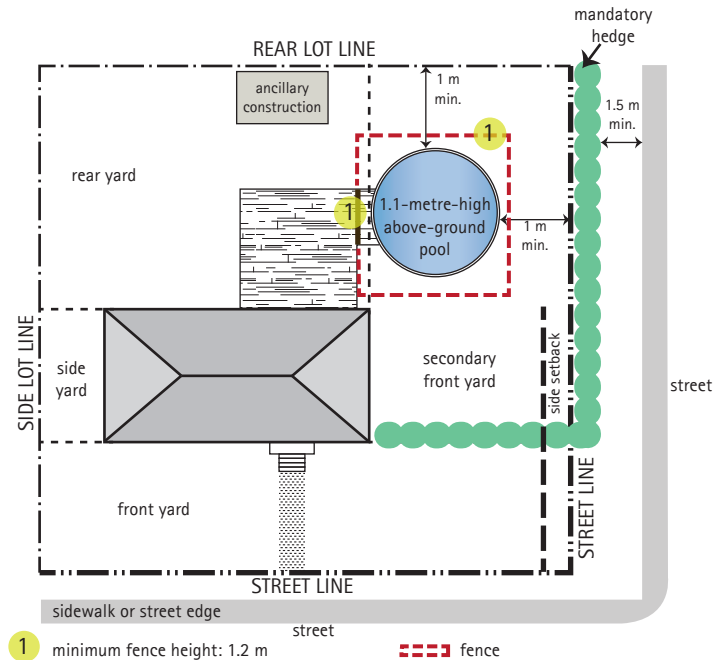 mandatory
hedge
REAR LOT LINE
ancillary
construction
1 m
min.
1.5 m
min.
1
rear yard
1
1.1-metre-high
above-ground
pool
1 m
min.
SIDE LOT LINE
side
yard
secondary
front yard
side setback
street
front yard
STREET LINE
STREET LINE
sidewalk or street edge
street
1 minimum fence height: 1.2 m
fence